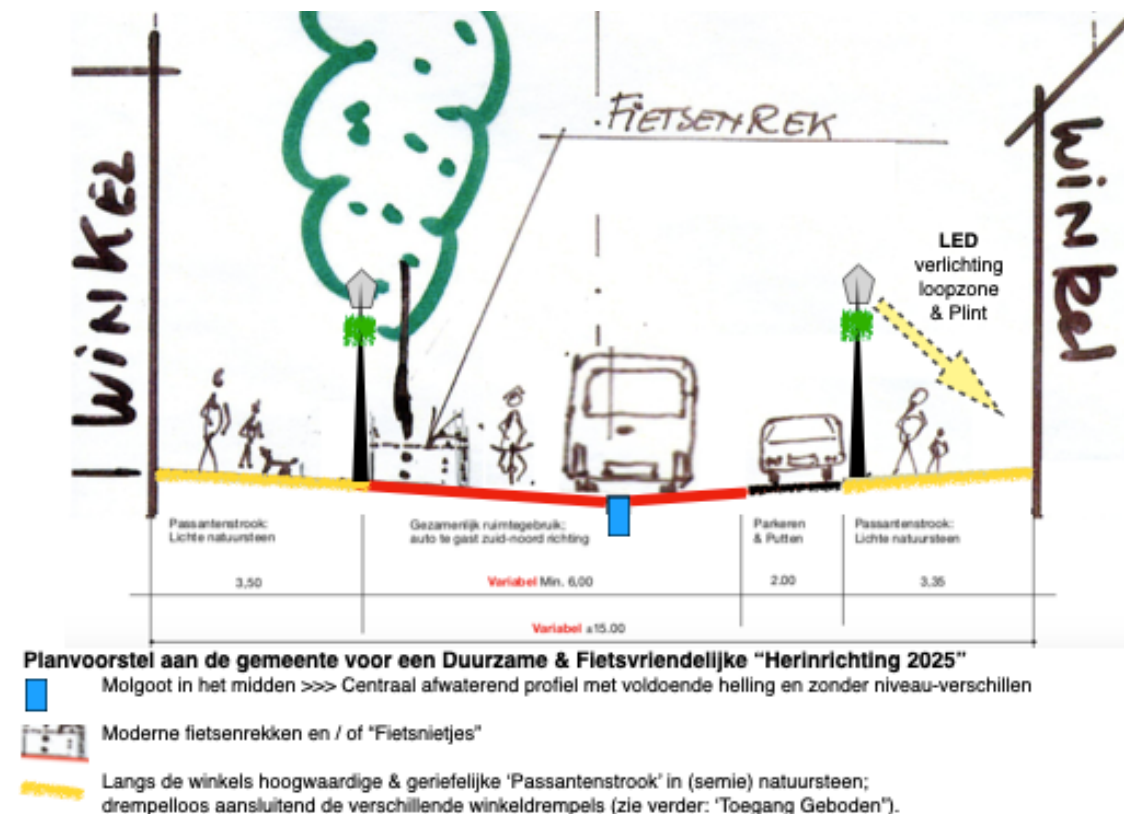 WINKEL
FIETSENREK
WINKEL
LED
verlichting
loopzone
& Plint
Passantenstrook:
Lichte natuursteen
Gezamenlijk ruimtegebruik;
auto te gast zuid-noord richting
Parkeren
& Putten
Passantenstrook:
Lichte natuursteen
3,50
Variabel Min. 6,00
2.00
3,35
Variabel ±15.00
Planvoorstel aan de gemeente voor een Duurzame & Fietsvriendelijke “Herinrichting 2025”
Molgoot in het midden >>> Centraal afwaterend profiel met voldoende helling en zonder niveau-verschillen
Moderne fietsenrekken en / of “Fietsnietjes”
Langs de winkels hoogwaardige & geriefelijke ‘Passantenstrook’ in (semie) natuursteen;
drempelloos aansluitend de verschillende winkeldrempels (zie verder: ‘Toegang Geboden”).